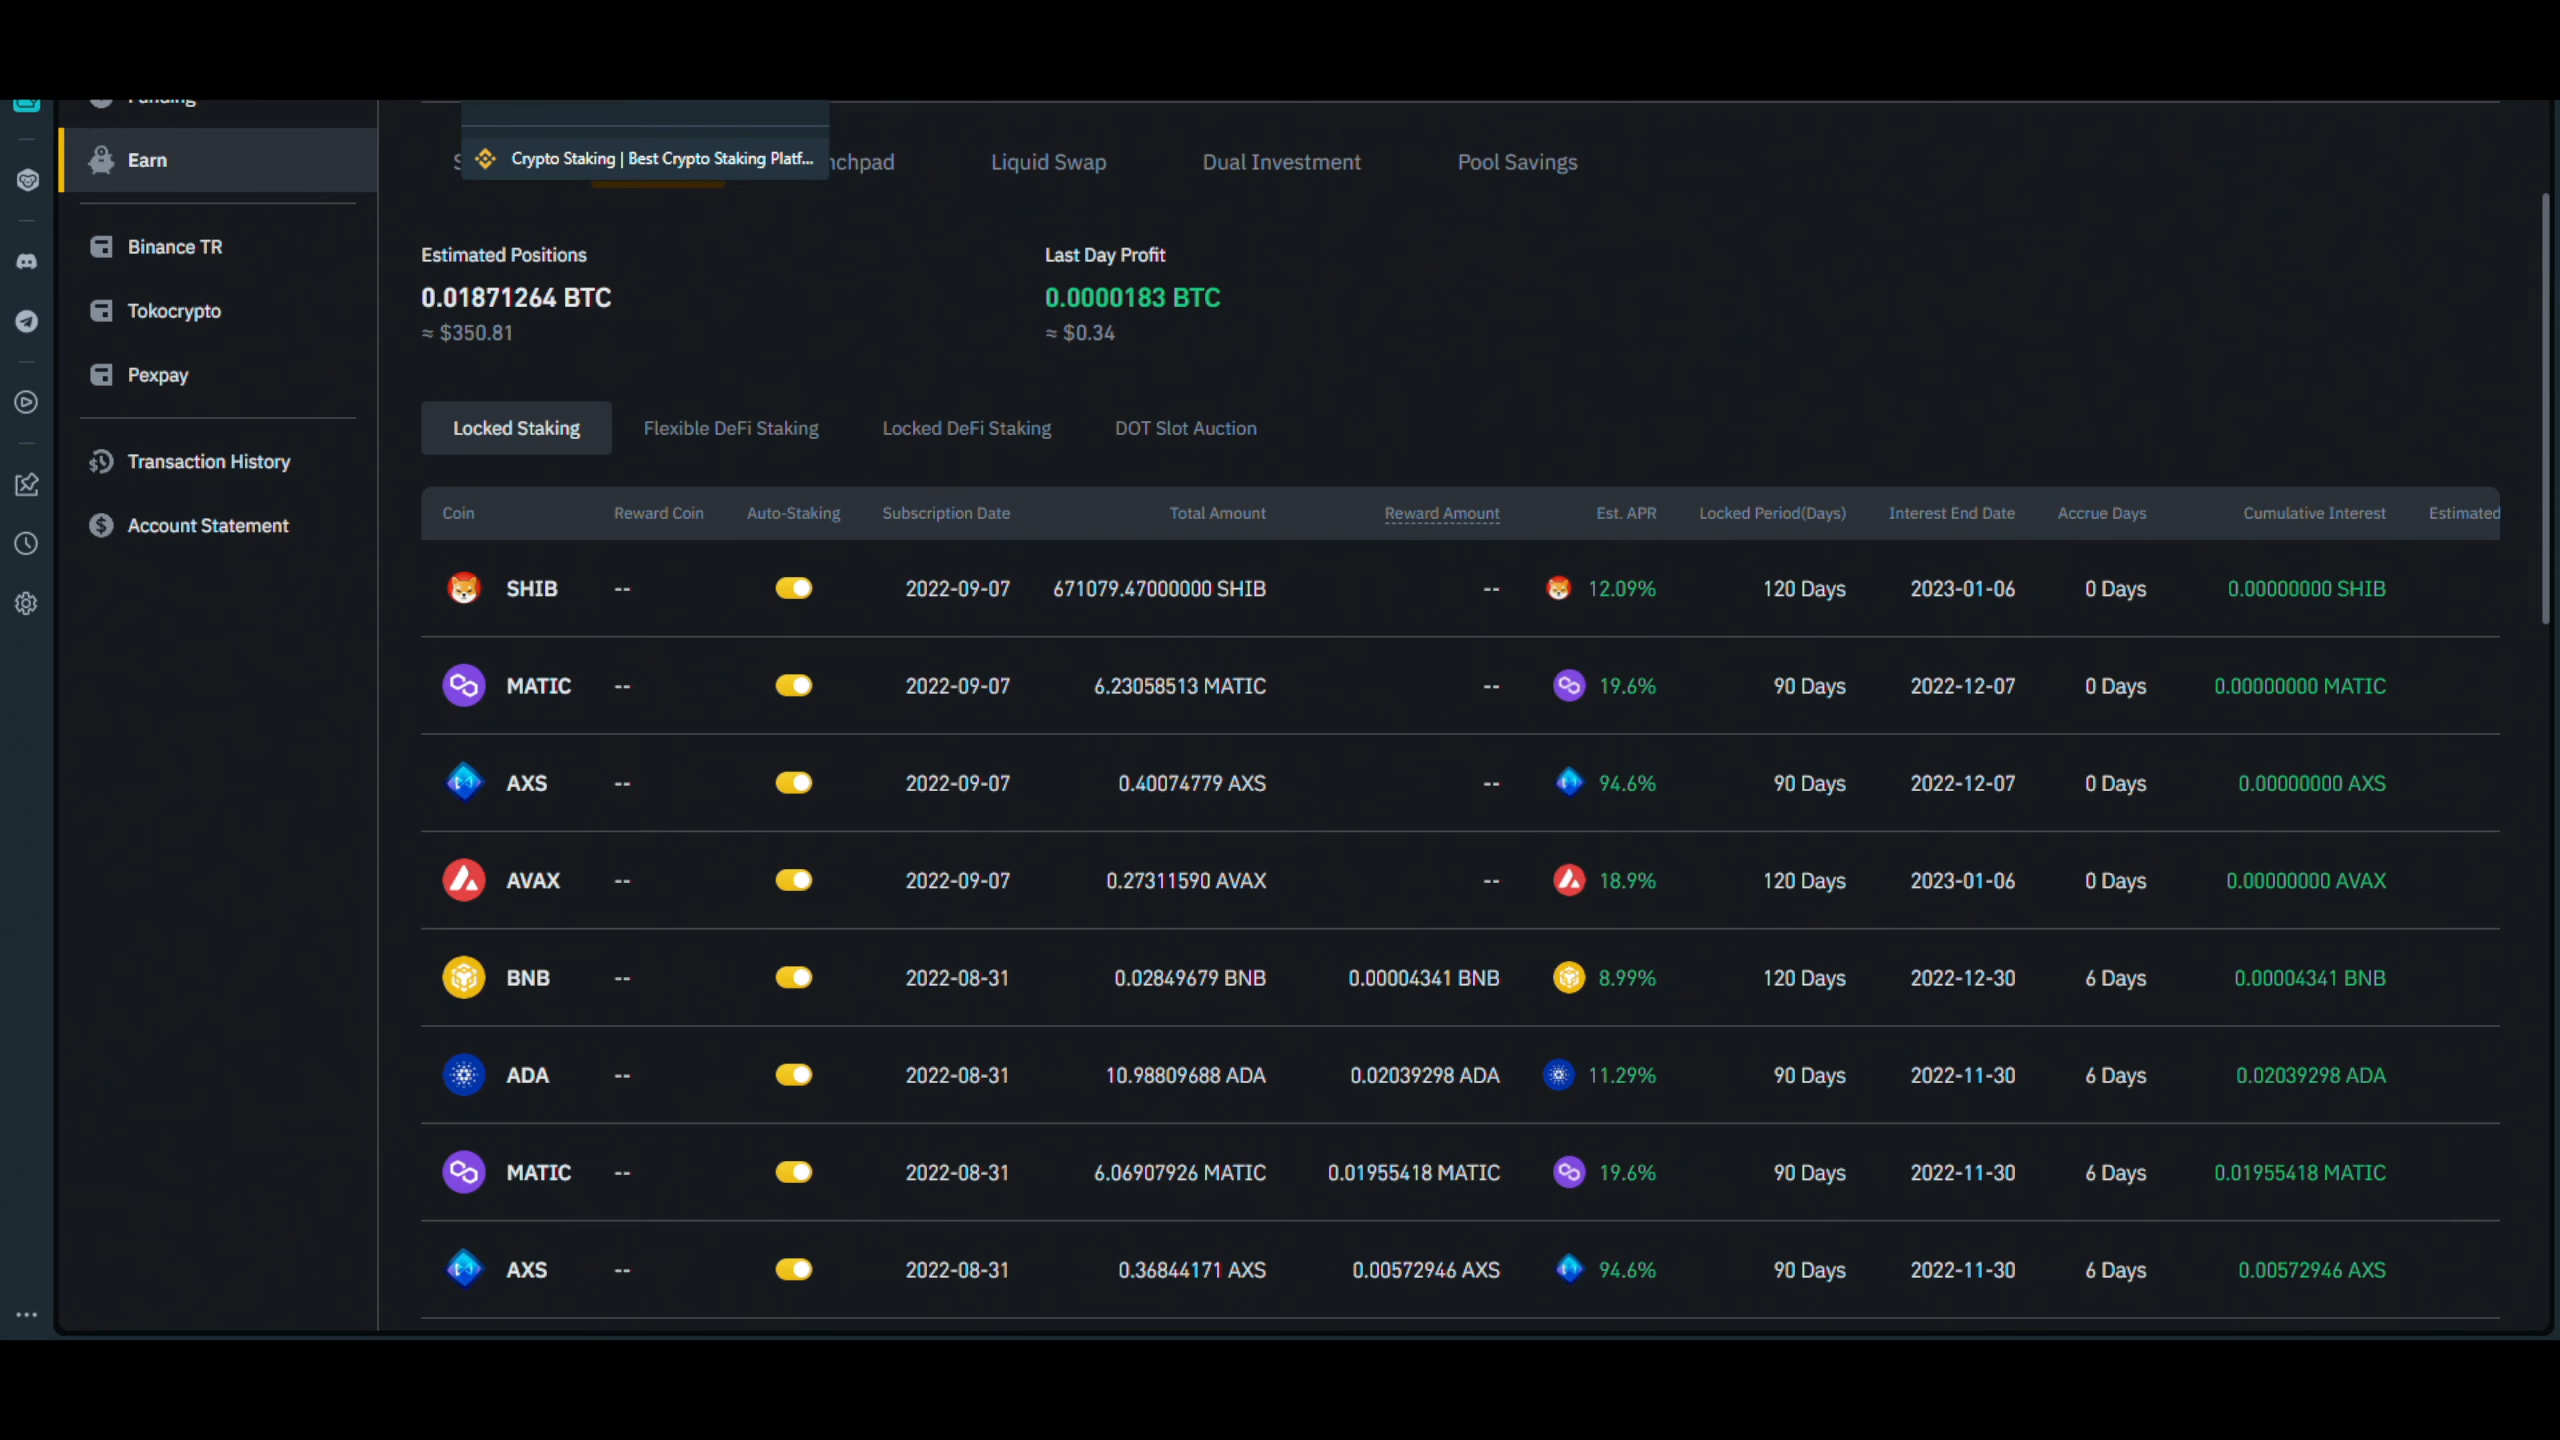 Funding
Earn
Binance TR
Tokocrypto
Pexpay
Transaction History
Account Statement
Crypto Staking | Best Crypto Staking Platf...
Liquid Swap
Dual Investment
Pool Savings
Estimated Positions
0.01871264 BTC
≈ $350.81
Last Day Profit
0.0000183 BTC
≈ $0.34
Locked Staking Flexible DeFi Staking Locked DeFi Staking DOT Slot Auction
Coin Reward Coin Auto-Staking Subscription Date Total Amount Reward Amount Est. APR Locked Period(Days) Interest End Date Accrue Days Cumulative Interest Estimated
SHIB -- 2022-09-07 671079.47000000 SHIB -- 12.09% 120 Days 2023-01-06 0 Days 0.00000000 SHIB
MATIC -- 2022-09-07 6.23058513 MATIC -- 19.6% 90 Days 2022-12-07 0 Days 0.00000000 MATIC
AXS -- 2022-09-07 0.40074779 AXS -- 94.6% 90 Days 2022-12-07 0 Days 0.00000000 AXS
AVAX -- 2022-09-07 0.27311590 AVAX -- 18.9% 120 Days 2023-01-06 0 Days 0.00000000 AVAX
BNB -- 2022-08-31 0.02849679 BNB 0.00004341 BNB 8.99% 120 Days 2022-12-30 6 Days 0.00004341 BNB
ADA -- 2022-08-31 10.98809688 ADA 0.02039298 ADA 11.29% 90 Days 2022-11-30 6 Days 0.02039298 ADA
MATIC -- 2022-08-31 6.06907926 MATIC 0.01955418 MATIC 19.6% 90 Days 2022-11-30 6 Days 0.01955418 MATIC
AXS -- 2022-08-31 0.36844171 AXS 0.00572946 AXS 94.6% 90 Days 2022-11-30 6 Days 0.00572946 AXS